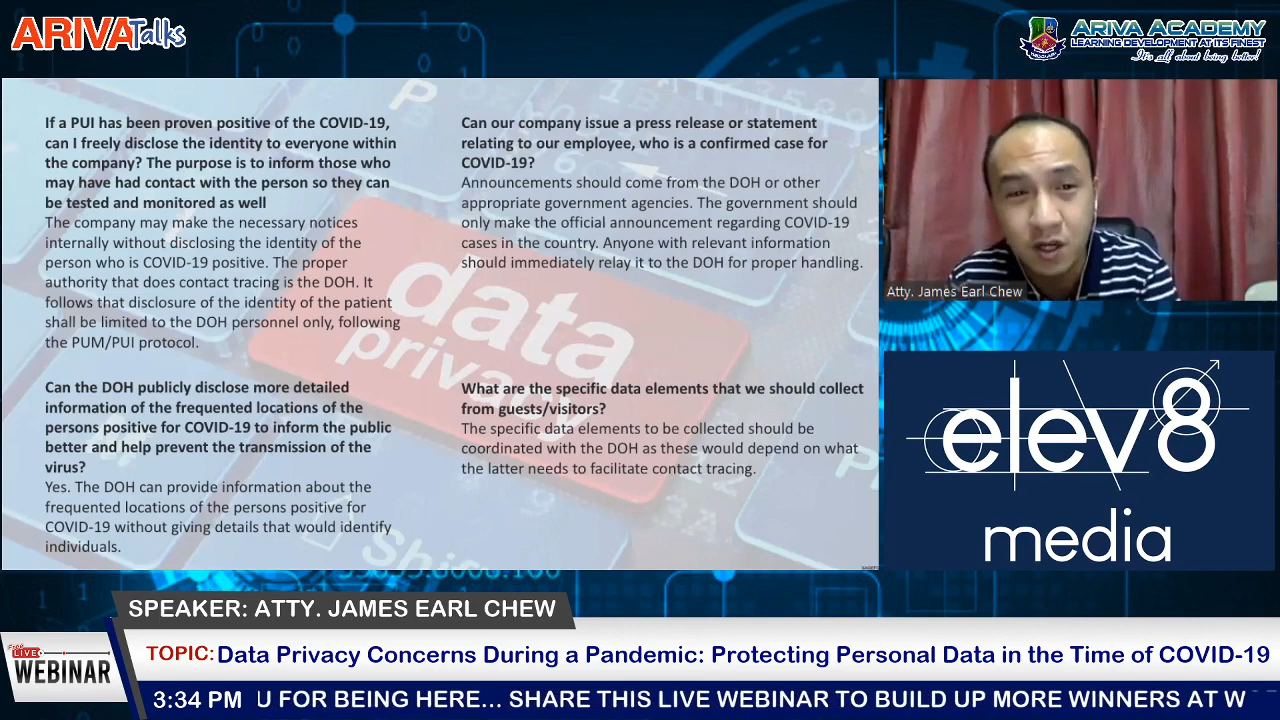 ARIVATalks
ARIVA ACADEMY
LEARNING DEVELOPMENT AT ITS FINEST
It's all about being better!
If a PUI has been proven positive of the COVID-19,
can I freely disclose the identity to everyone within
the company? The purpose is to inform those who
may have had contact with the person so they can
be tested and monitored as well
The company may make the necessary notices
internally without disclosing the identity of the
person who is COVID-19 positive. The proper
authority that does contact tracing is the DOH. It
follows that disclosure of the identity of the patient
shall be limited to the DOH personnel only, following
the PUM/PUI protocol.
Can the DOH publicly disclose more detailed
information of the frequented locations of the
persons positive for COVID-19 to inform the public
better and help prevent the transmission of the
virus?
Yes. The DOH can provide information about the
frequented locations of the persons positive for
COVID-19 without giving details that would identify
individuals.
Can our company issue a press release or statement
relating to our employee, who is a confirmed case for
COVID-19?
Announcements should come from the DOH or other
appropriate government agencies. The government should
only make the official announcement regarding COVID-19
cases in the country. Anyone with relevant information
should immediately relay it to the DOH for proper handling.
What are the specific data elements that we should collect
from guests/visitors?
The specific data elements to be collected should be
coordinated with the DOH as these would depend on what
the latter needs to facilitate contact tracing.
data
privacy
Shift
Atty. James Earl Chew
elev8
media
SPEAKER: ATTY. JAMES EARL CHEW
Free
LIVE
WEBINAR
TOPIC: Data Privacy Concerns During a Pandemic: Protecting Personal Data in the Time of COVID-19
3:34 PM U FOR BEING HERE... SHARE THIS LIVE WEBINAR TO BUILD UP MORE WINNERS AT W